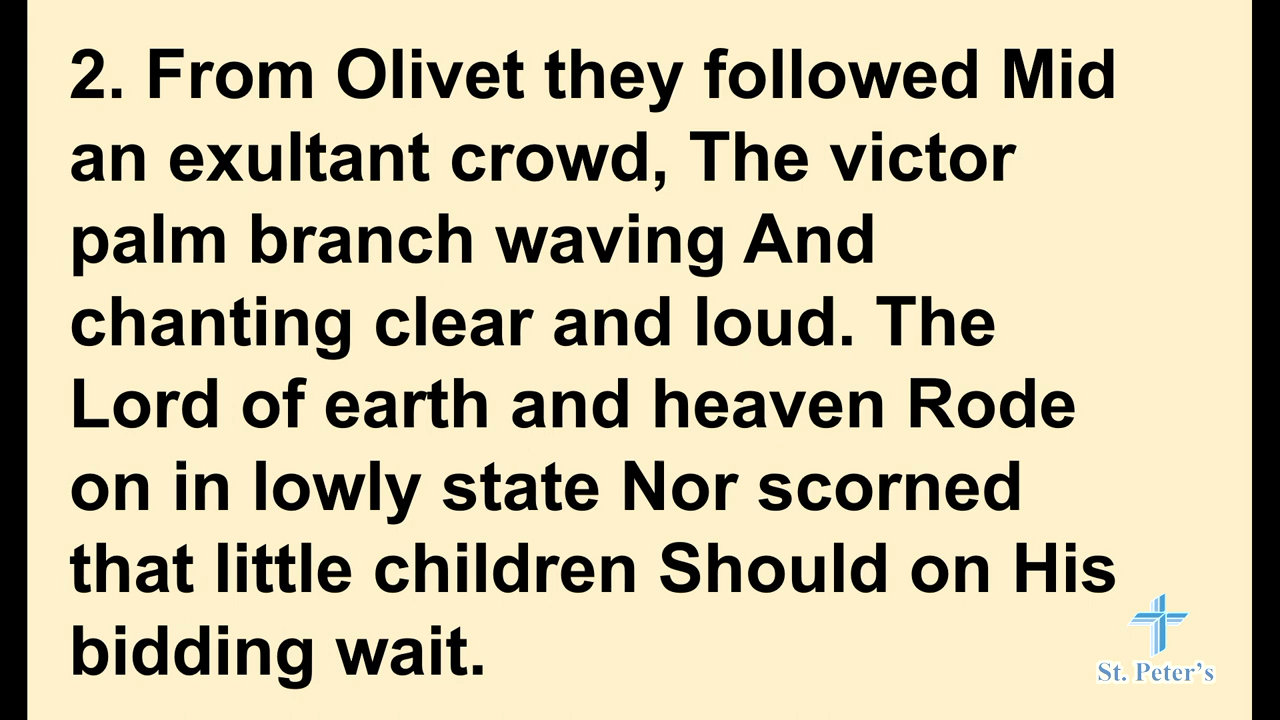 2. From Olivet they followed Mid
an exultant crowd, The victor
palm branch waving And
chanting clear and loud. The
Lord of earth and heaven Rode
on in lowly state Nor scorned
that little children Should on His
bidding wait.
St. Peter's